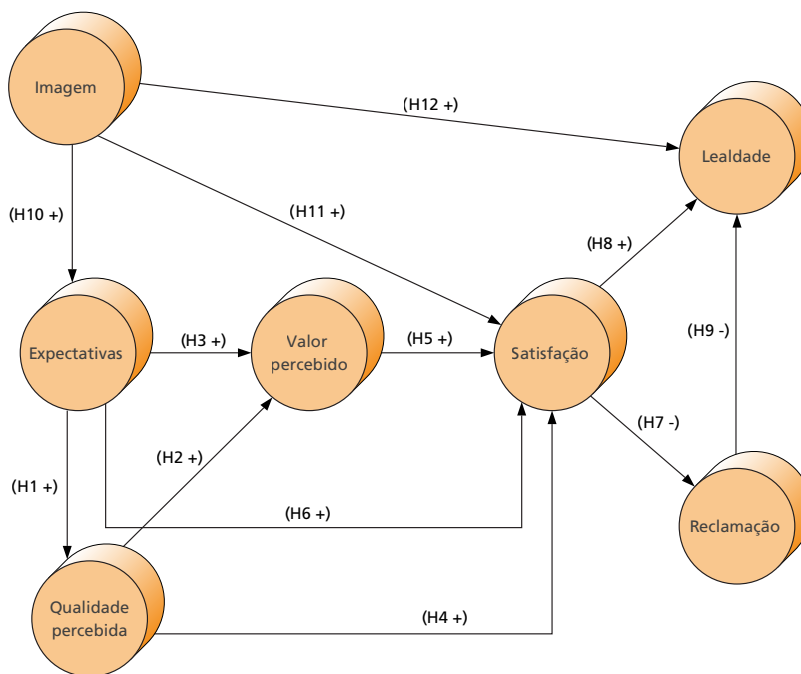 Imagem
(H12 +)
Lealdade
(H10 +)
(H11 +)
(H8 +)
Expectativas
(H3 +)
Valor
percebido
(H5 +)
Satisfação
(H9 -)
(H2 +)
(H7 -)
(H1 +)
(H6 +)
Reclamação
Qualidade
percebida
(H4 +)